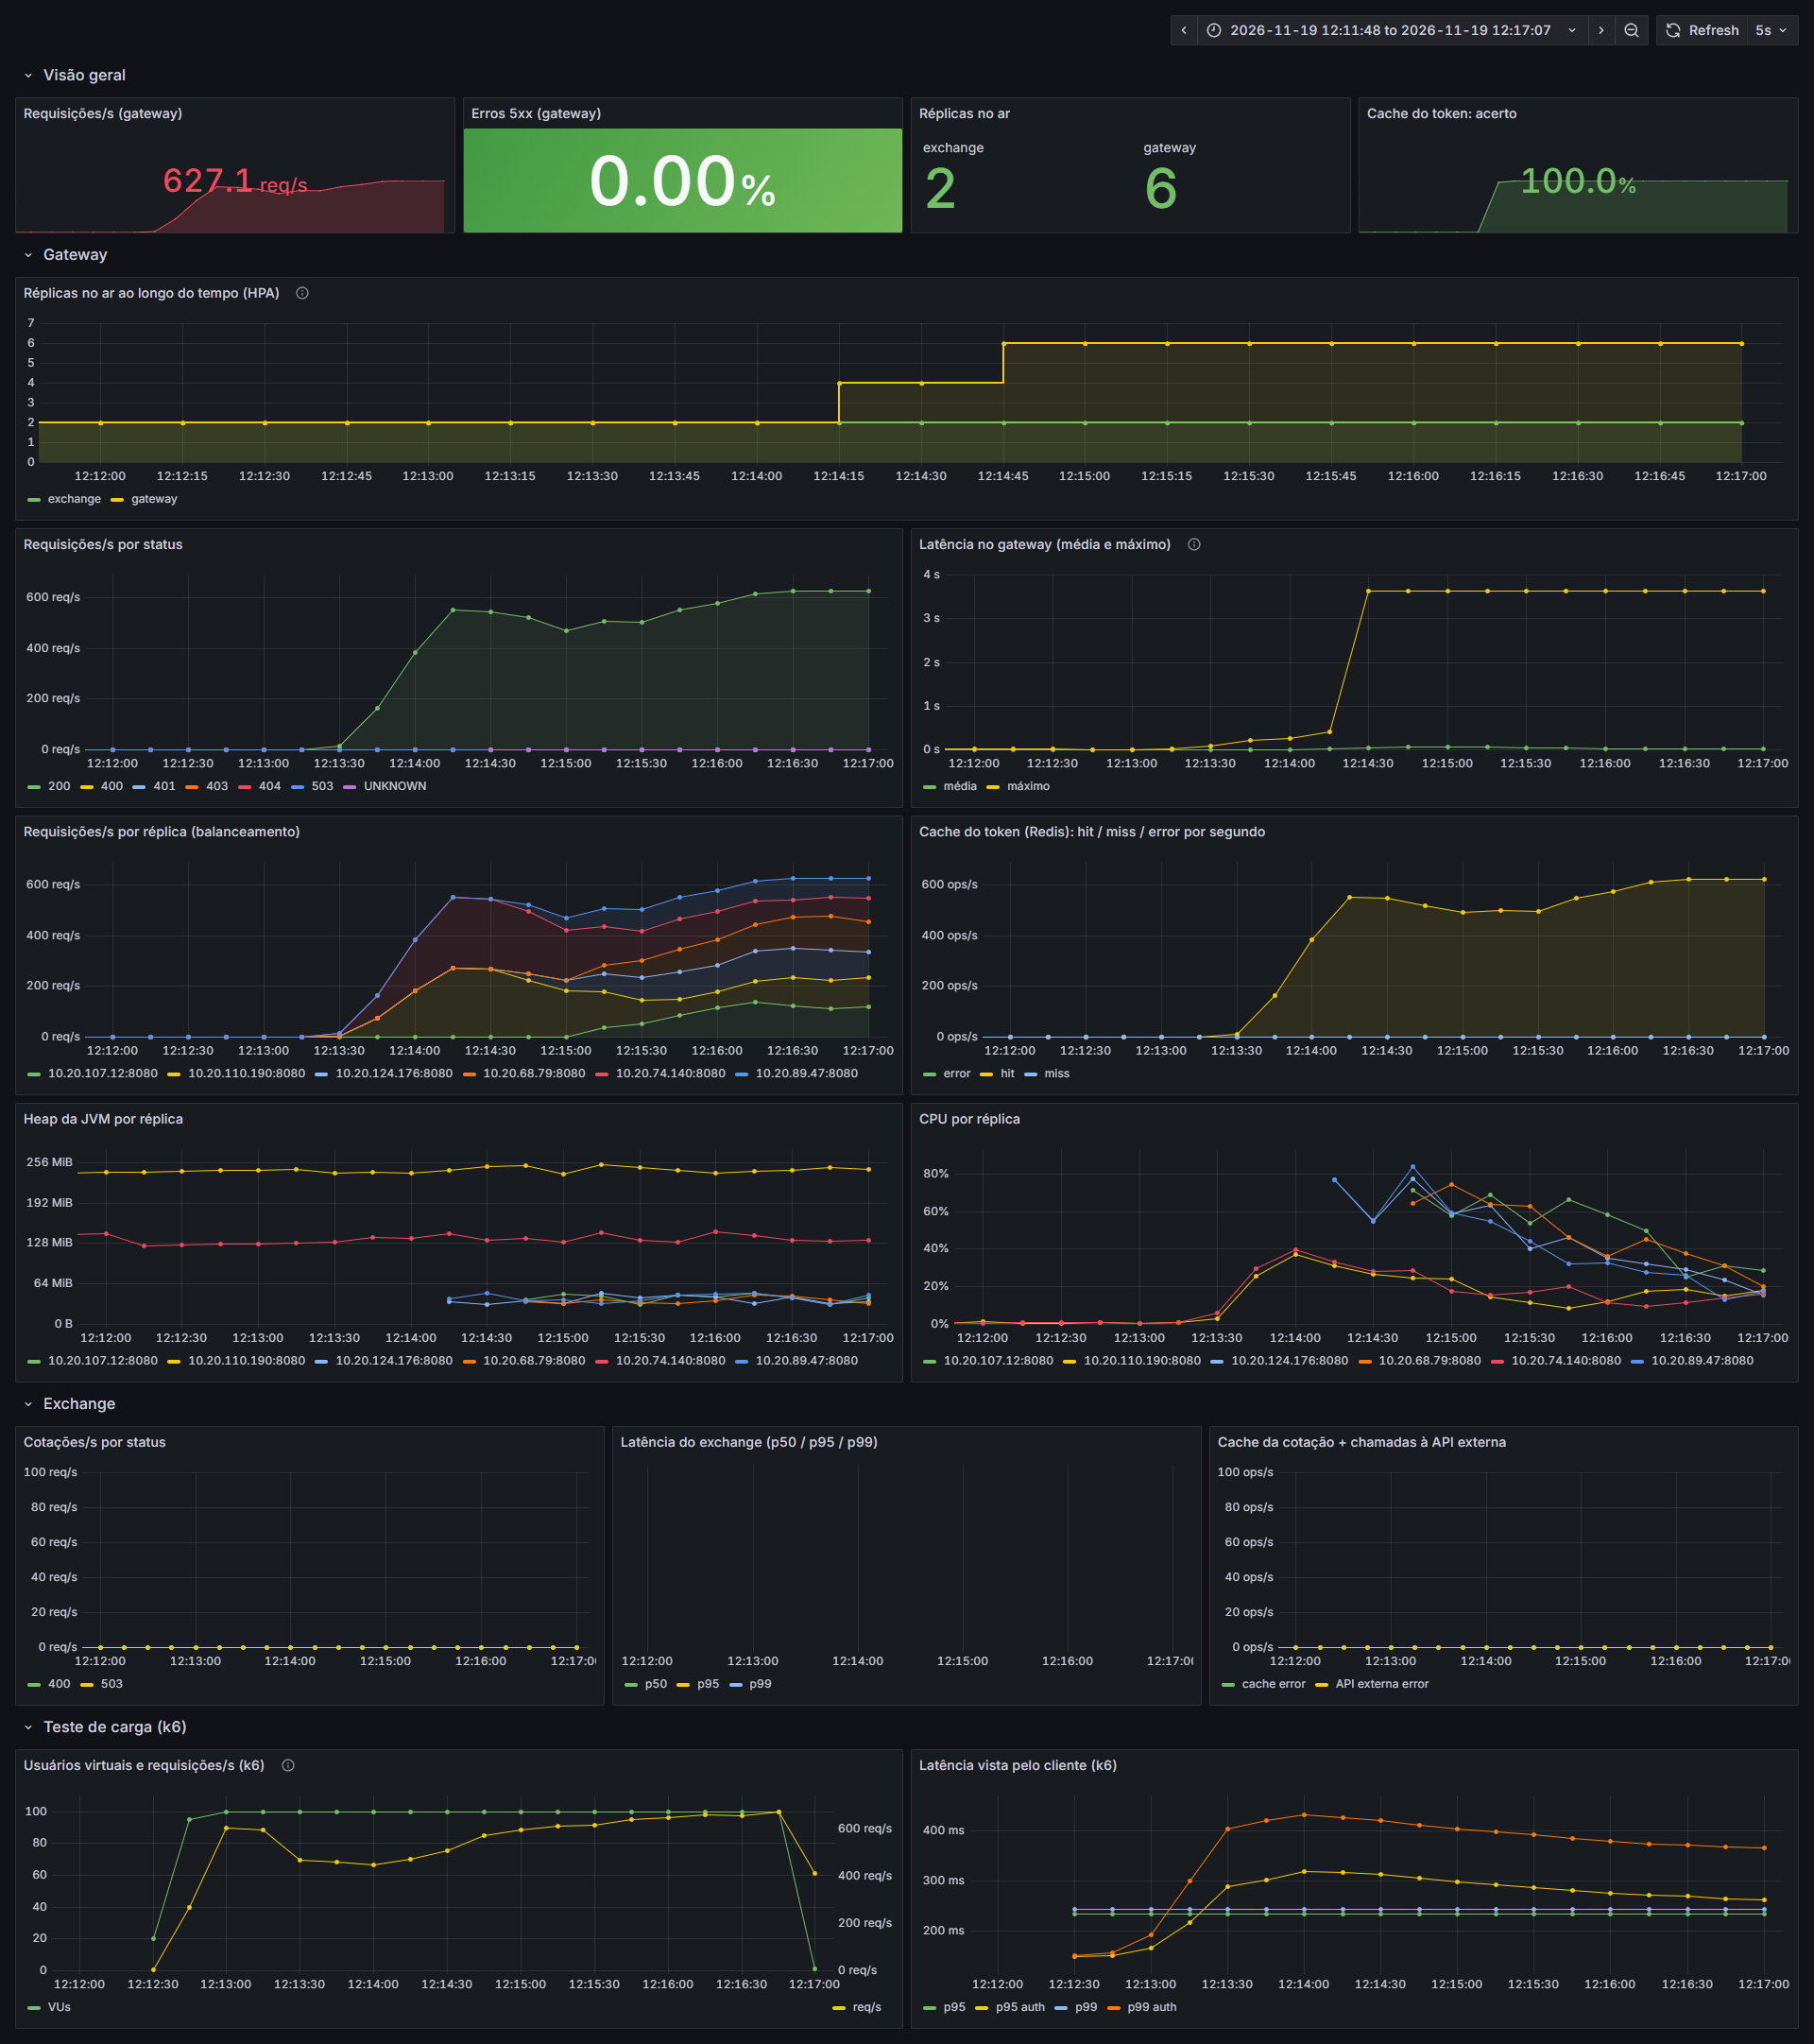 2026-11-19 12:11:48 to 2026-11-19 12:17:07
Refresh
5s
Visão geral
Requisições/s (gateway)
627.1 req/s
Erros 5xx (gateway)
0.00%
Réplicas no ar
exchange
2
gateway
6
Cache do token: acerto
100.0%
Gateway
Réplicas no ar ao longo do tempo (HPA)
7
6
5
4
3
2
1
0
12:12:00 12:12:15 12:12:30 12:12:45 12:13:00 12:13:15 12:13:30 12:13:45 12:14:00 12:14:15 12:14:30 12:14:45 12:15:00 12:15:15 12:15:30 12:15:45 12:16:00 12:16:15 12:16:30 12:16:45 12:17:00
exchange gateway
Requisições/s por status
600 req/s
400 req/s
200 req/s
0 req/s
12:12:00 12:12:30 12:13:00 12:13:30 12:14:00 12:14:30 12:15:00 12:15:30 12:16:00 12:16:30 12:17:00
200 400 401 403 404 503 UNKNOWN
Latência no gateway (média e máximo)
4 s
3 s
2 s
1 s
0 s
12:12:00 12:12:30 12:13:00 12:13:30 12:14:00 12:14:30 12:15:00 12:15:30 12:16:00 12:16:30 12:17:00
média máximo
Requisições/s por réplica (balanceamento)
600 req/s
400 req/s
200 req/s
0 req/s
12:12:00 12:12:30 12:13:00 12:13:30 12:14:00 12:14:30 12:15:00 12:15:30 12:16:00 12:16:30 12:17:00
10.20.107.12:8080 10.20.110.190:8080 10.20.124.176:8080 10.20.68.79:8080 10.20.74.140:8080 10.20.89.47:8080
Cache do token (Redis): hit / miss / error por segundo
600 ops/s
400 ops/s
200 ops/s
0 ops/s
12:12:00 12:12:30 12:13:00 12:13:30 12:14:00 12:14:30 12:15:00 12:15:30 12:16:00 12:16:30 12:17:00
error hit miss
Heap da JVM por réplica
256 MiB
192 MiB
128 MiB
64 MiB
0 B
12:12:00 12:12:30 12:13:00 12:13:30 12:14:00 12:14:30 12:15:00 12:15:30 12:16:00 12:16:30 12:17:00
10.20.107.12:8080 10.20.110.190:8080 10.20.124.176:8080 10.20.68.79:8080 10.20.74.140:8080 10.20.89.47:8080
CPU por réplica
80%
60%
40%
20%
0%
12:12:00 12:12:30 12:13:00 12:13:30 12:14:00 12:14:30 12:15:00 12:15:30 12:16:00 12:16:30 12:17:00
10.20.107.12:8080 10.20.110.190:8080 10.20.124.176:8080 10.20.68.79:8080 10.20.74.140:8080 10.20.89.47:8080
Exchange
Cotações/s por status
100 req/s
80 req/s
60 req/s
40 req/s
20 req/s
0 req/s
12:12:00 12:13:00 12:14:00 12:15:00 12:16:00
400 503
Latência do exchange (p50 / p95 / p99)
12:12:00 12:13:00 12:14:00 12:15:00 12:16:00
p50 p95 p99
Cache da cotação + chamadas à API externa
100 ops/s
80 ops/s
60 ops/s
40 ops/s
20 ops/s
0 ops/s
12:12:00 12:13:00 12:14:00 12:15:00 12:16:00
cache error API externa error
Teste de carga (k6)
Usuários virtuais e requisições/s (k6)
100
80
60
40
20
0
600 req/s
400 req/s
200 req/s
0 req/s
12:12:00 12:12:30 12:13:00 12:13:30 12:14:00 12:14:30 12:15:00 12:15:30 12:16:00 12:16:30 12:17:00
VUs req/s
Latência vista pelo cliente (k6)
400 ms
300 ms
200 ms
12:12:00 12:12:30 12:13:00 12:13:30 12:14:00 12:14:30 12:15:00 12:15:30 12:16:00 12:16:30 12:17:00
p95 p95 auth p99 p99 auth